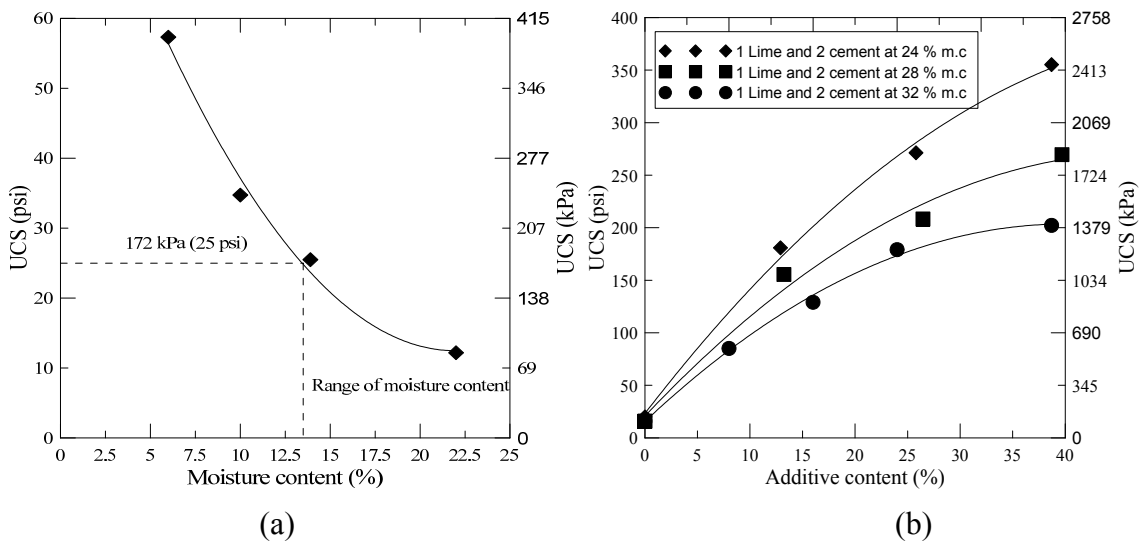 60
50
40
30
20
10
0
UCS (psi)
415
346
277
207
138
69
0
UCS (kPa)
172 kPa (25 psi)
Range of moisture content
0 2.5 5 7.5 10 12.5 15 17.5 20 22.5 25
Moisture content (%)
(a)
400
350
300
250
200
150
100
50
0
UCS (psi)
1 Lime and 2 cement at 24 % m.c
1 Lime and 2 cement at 28 % m.c
1 Lime and 2 cement at 32 % m.c
2758
2413
2069
1724
1379
1034
690
345
0
UCS (kPa)
0 5 10 15 20 25 30 35 40
Additive content (%)
(b)